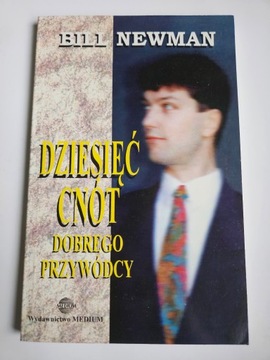 BILL NEWMAN
DZIESIĘĆ
CNÓT
DOBREGO
PRZYWÓDCY
Wydawnictwo MEDIUM